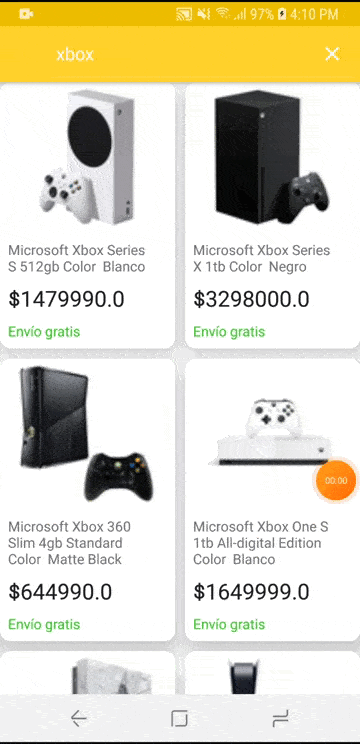 97% 4:10 PM
xbox
Microsoft Xbox Series
S 512gb Color Blanco
$1479990.0
Envío gratis
Microsoft Xbox Series
X 1tb Color Negro
$3298000.0
Envío gratis
Microsoft Xbox 360
Slim 4gb Standard
Color Matte Black
$644990.0
Envío gratis
Microsoft Xbox One S
1tb All-digital Edition
Color Blanco
$1649999.0
Envío gratis
00:00